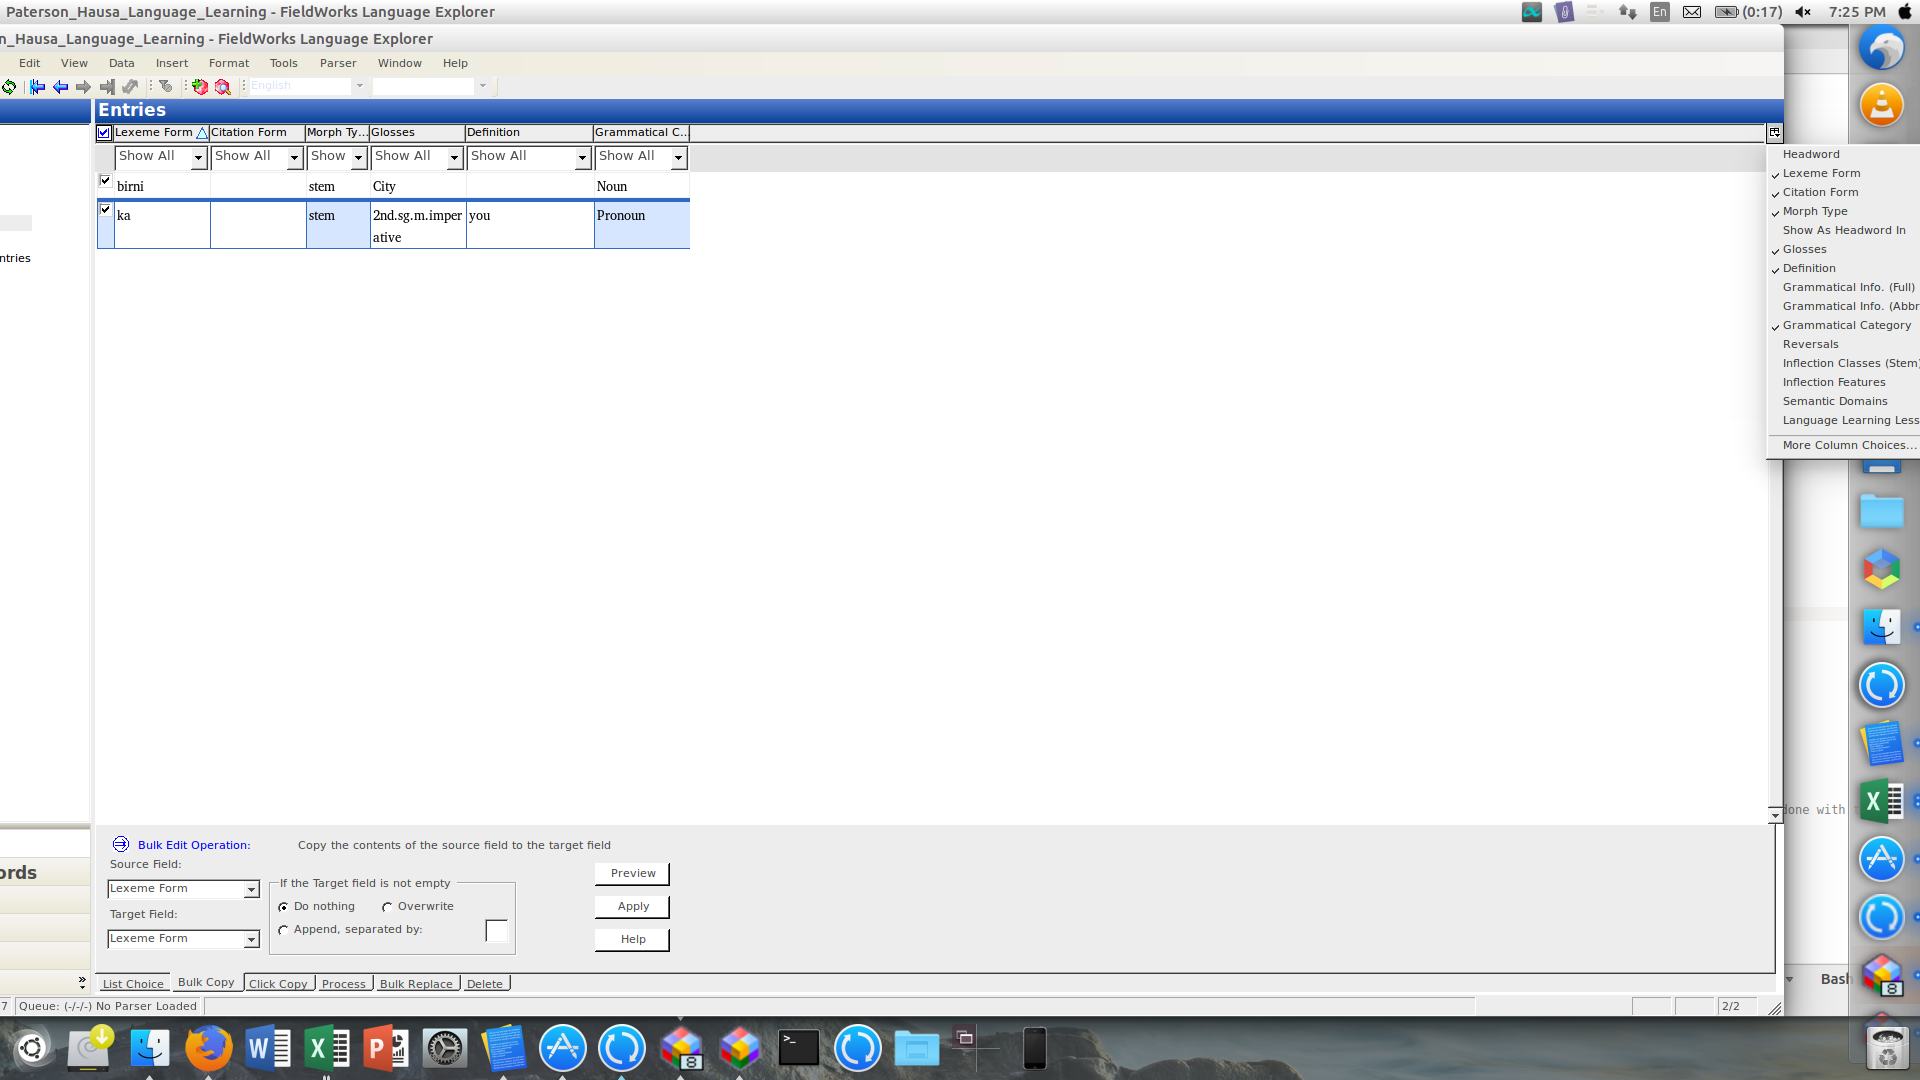 Paterson_Hausa_Language_Learning - FieldWorks Language Explorer
En
(0:17)
7:25 PM
n_Hausa_Language_Learning - FieldWorks Language Explorer
Edit View Data Insert Format Tools Parser Window Help
English
Entries
Lexeme Form Citation Form Morph Ty... Glosses Definition Grammatical C...
Show All Show All Show Show All Show All Show All
birni stem City Noun
ka stem 2nd.sg.m.imper you Pronoun
ative
ntries
Headword
Lexeme Form
Citation Form
Morph Type
Show As Headword In
Glosses
Definition
Grammatical Info. (Full)
Grammatical Info. (Abbr
Grammatical Category
Reversals
Inflection Classes (Stem)
Inflection Features
Semantic Domains
Language Learning Less
More Column Choices...
done with
Bulk Edit Operation: Copy the contents of the source field to the target field
Source Field:
Lexeme Form
Target Field:
Lexeme Form
If the Target field is not empty
Do nothing Overwrite
Append, separated by:
Preview
Apply
Help
ords
List Choice Bulk Copy Click Copy Process Bulk Replace Delete
Bash
7 Queue: (-/-/-) No Parser Loaded 2/2
8
8